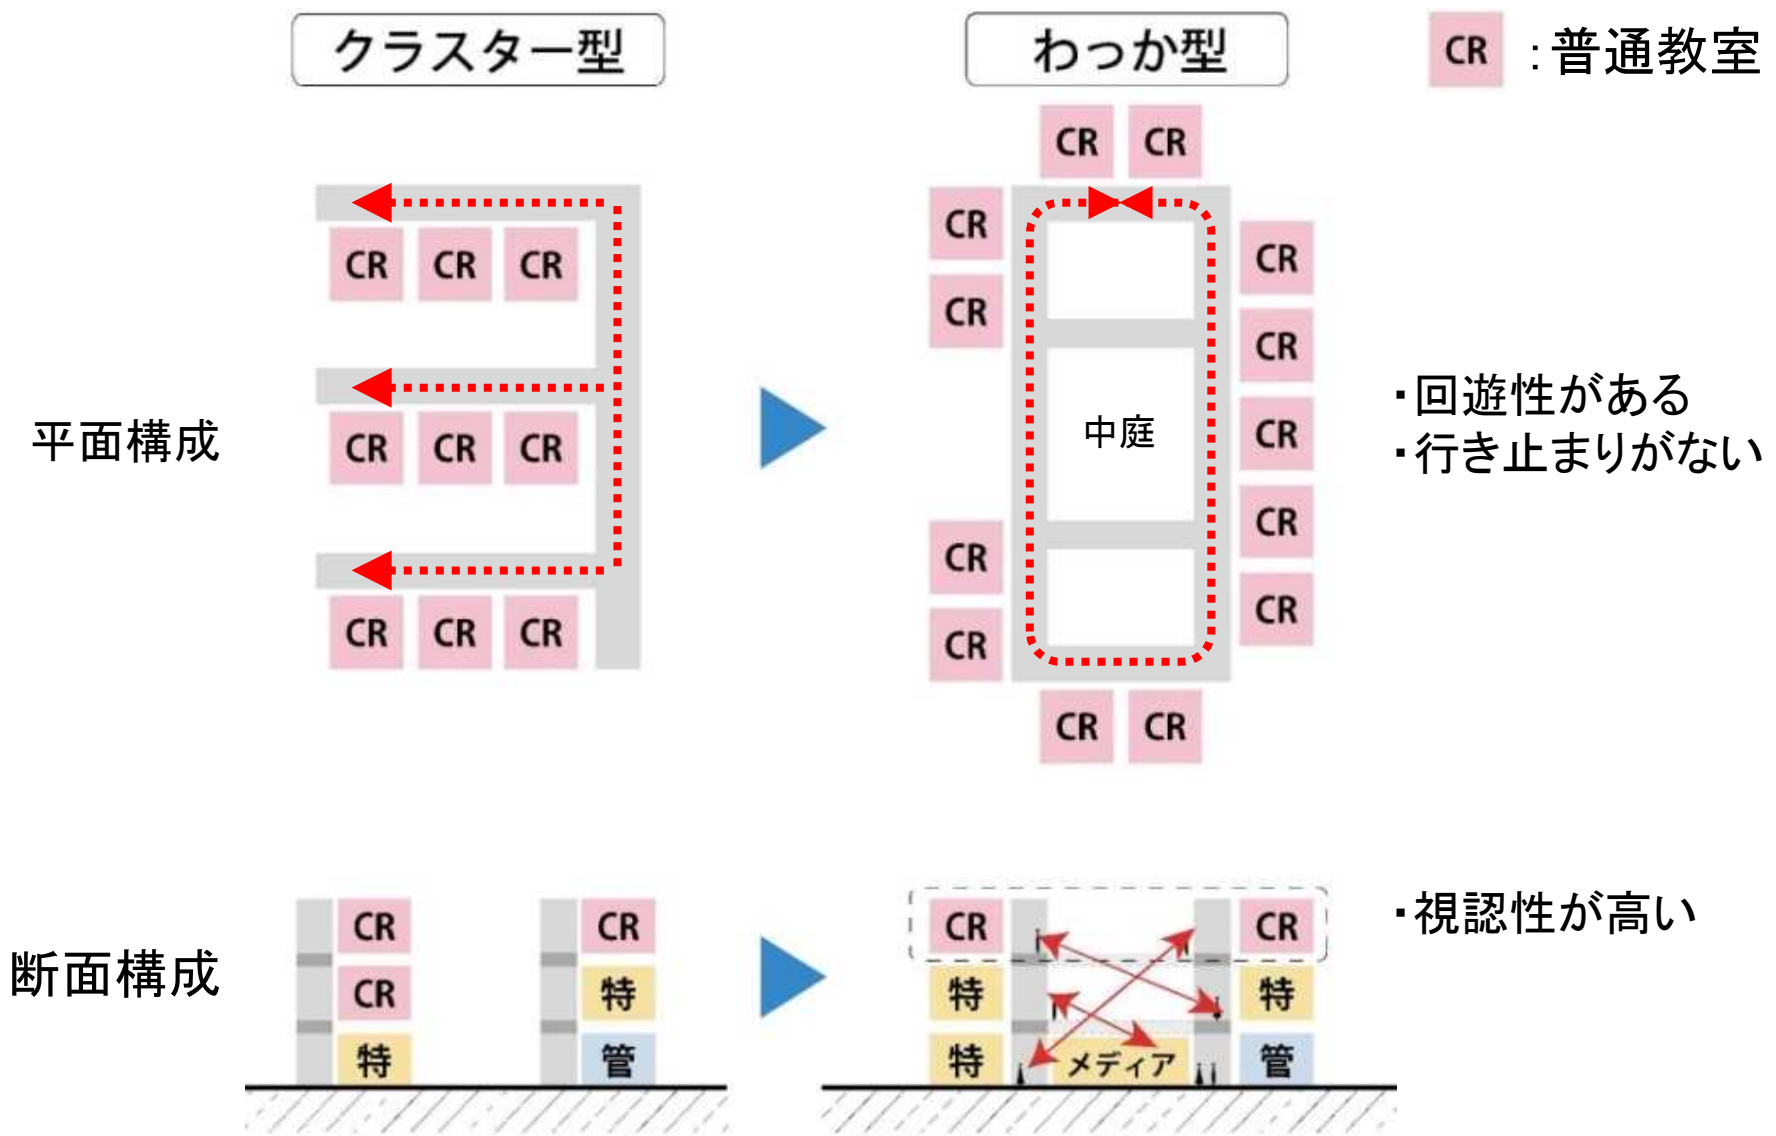 クラスター型
わっか型
CR :普通教室
CR CR
CR
CR
CR CR CR
CR
CR
CR
平面構成
CR CR CR
中庭
CR
・回遊性がある
・行き止まりがない
CR
CR
CR
CR
CR CR CR
CR CR
断面構成
CR
CR
CR
CR
・視認性が高い
CR
特
特
特
特
管
特
メディア
管